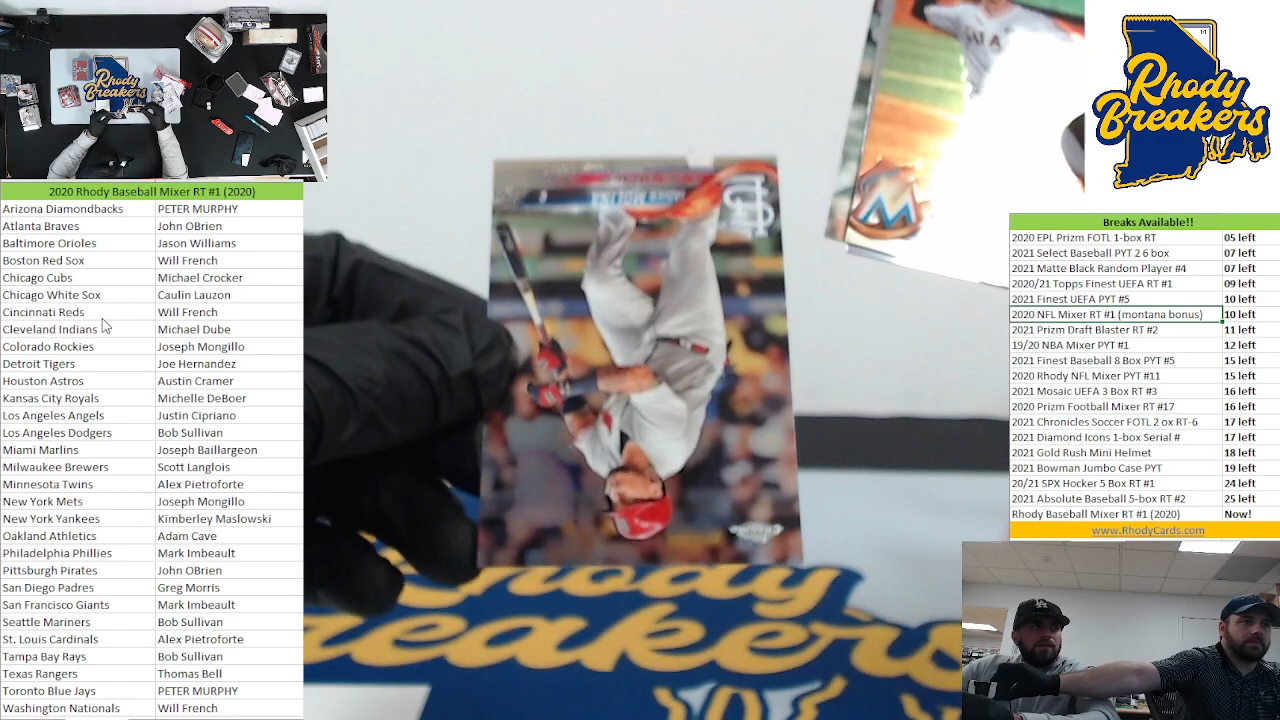 Rhody
Breakers
2020 Rhody Baseball Mixer RT #1 (2020)
Arizona Diamondbacks PETER MURPHY
Atlanta Braves John OBrien
Baltimore Orioles Jason Williams
Boston Red Sox Will French
Chicago Cubs Michael Crocker
Chicago White Sox Caulin Lauzon
Cincinnati Reds Will French
Cleveland Indians Michael Dube
Colorado Rockies Joseph Mongillo
Detroit Tigers Joe Hernandez
Houston Astros Austin Cramer
Kansas City Royals Michelle DeBoer
Los Angeles Angels Justin Cipriano
Los Angeles Dodgers Bob Sullivan
Miami Marlins Joseph Baillargeon
Milwaukee Brewers Scott Langlois
Minnesota Twins Alex Pietroforte
New York Mets Joseph Mongillo
New York Yankees Kimberley Maslowski
Oakland Athletics Adam Cave
Philadelphia Phillies Mark Imbeault
Pittsburgh Pirates John OBrien
San Diego Padres Greg Morris
San Francisco Giants Mark Imbeault
Seattle Mariners Bob Sullivan
St. Louis Cardinals Alex Pietroforte
Tampa Bay Rays Bob Sullivan
Texas Rangers Thomas Bell
Toronto Blue Jays PETER MURPHY
Washington Nationals Will French
M
Rhody
Breakers
Rhody
Breakers
1/1
Breaks Available!!
2020 EPL Prizm FOTL 1-box RT 05 left
2021 Select Baseball PYT 2 6 box 07 left
2021 Matte Black Random Player #4 07 left
2020/21 Topps Finest UEFA RT #1 09 left
2021 Finest UEFA PYT #5 10 left
2020 NFL Mixer RT #1 (montana bonus) 10 left
2021 Prizm Draft Blaster RT #2 11 left
19/20 NBA Mixer PYT #1 12 left
2021 Finest Baseball 8 Box PYT #5 15 left
2020 Rhody NFL Mixer PYT #11 15 left
2021 Mosaic UEFA 3 Box RT #3 16 left
2020 Prizm Football Mixer RT #17 16 left
2021 Chronicles Soccer FOTL 2 ox RT-6 17 left
2021 Diamond Icons 1-box Serial # 17 left
2021 Gold Rush Mini Helmet 18 left
2021 Bowman Jumbo Case PYT 19 left
20/21 SPX Hocker 5 Box RT #1 24 left
2021 Absolute Baseball 5-box RT #2 25 left
Rhody Baseball Mixer RT #1 (2020) Now!
www.RhodyCards.com